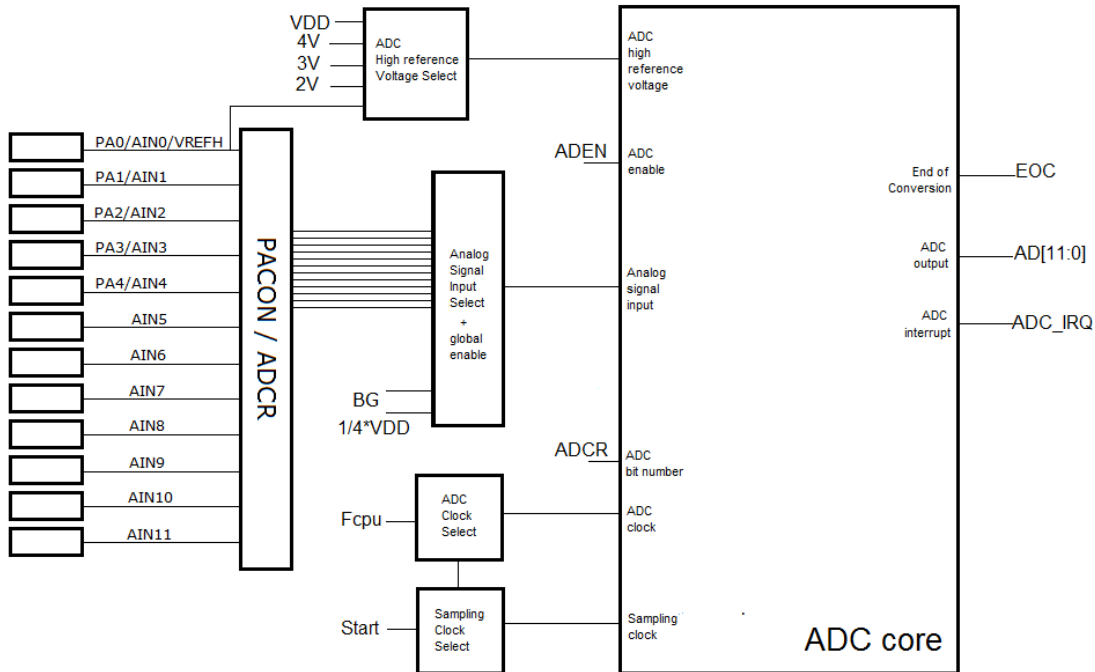 VDD
4V
3V
2V
ADC
High reference
Voltage Select
ADC
high
reference
voltage
PA0/AIN0/VREFH
PA1/AIN1
PA2/AIN2
PA3/AIN3
PA4/AIN4
AIN5
AIN6
AIN7
AIN8
AIN9
AIN10
AIN11
PACON / ADCR
Analog
Signal
Input
Select
+
global
enable
BG
1/4*VDD
ADEN
ADC
enable
Analog
signal
input
ADCR
ADC
bit number
Fcpu
ADC
Clock
Select
ADC
clock
Start
Sampling
Clock
Select
Sampling
clock
End of
Conversion
EOC
ADC
output
AD[11:0]
ADC
interrupt
ADC_IRQ
ADC core